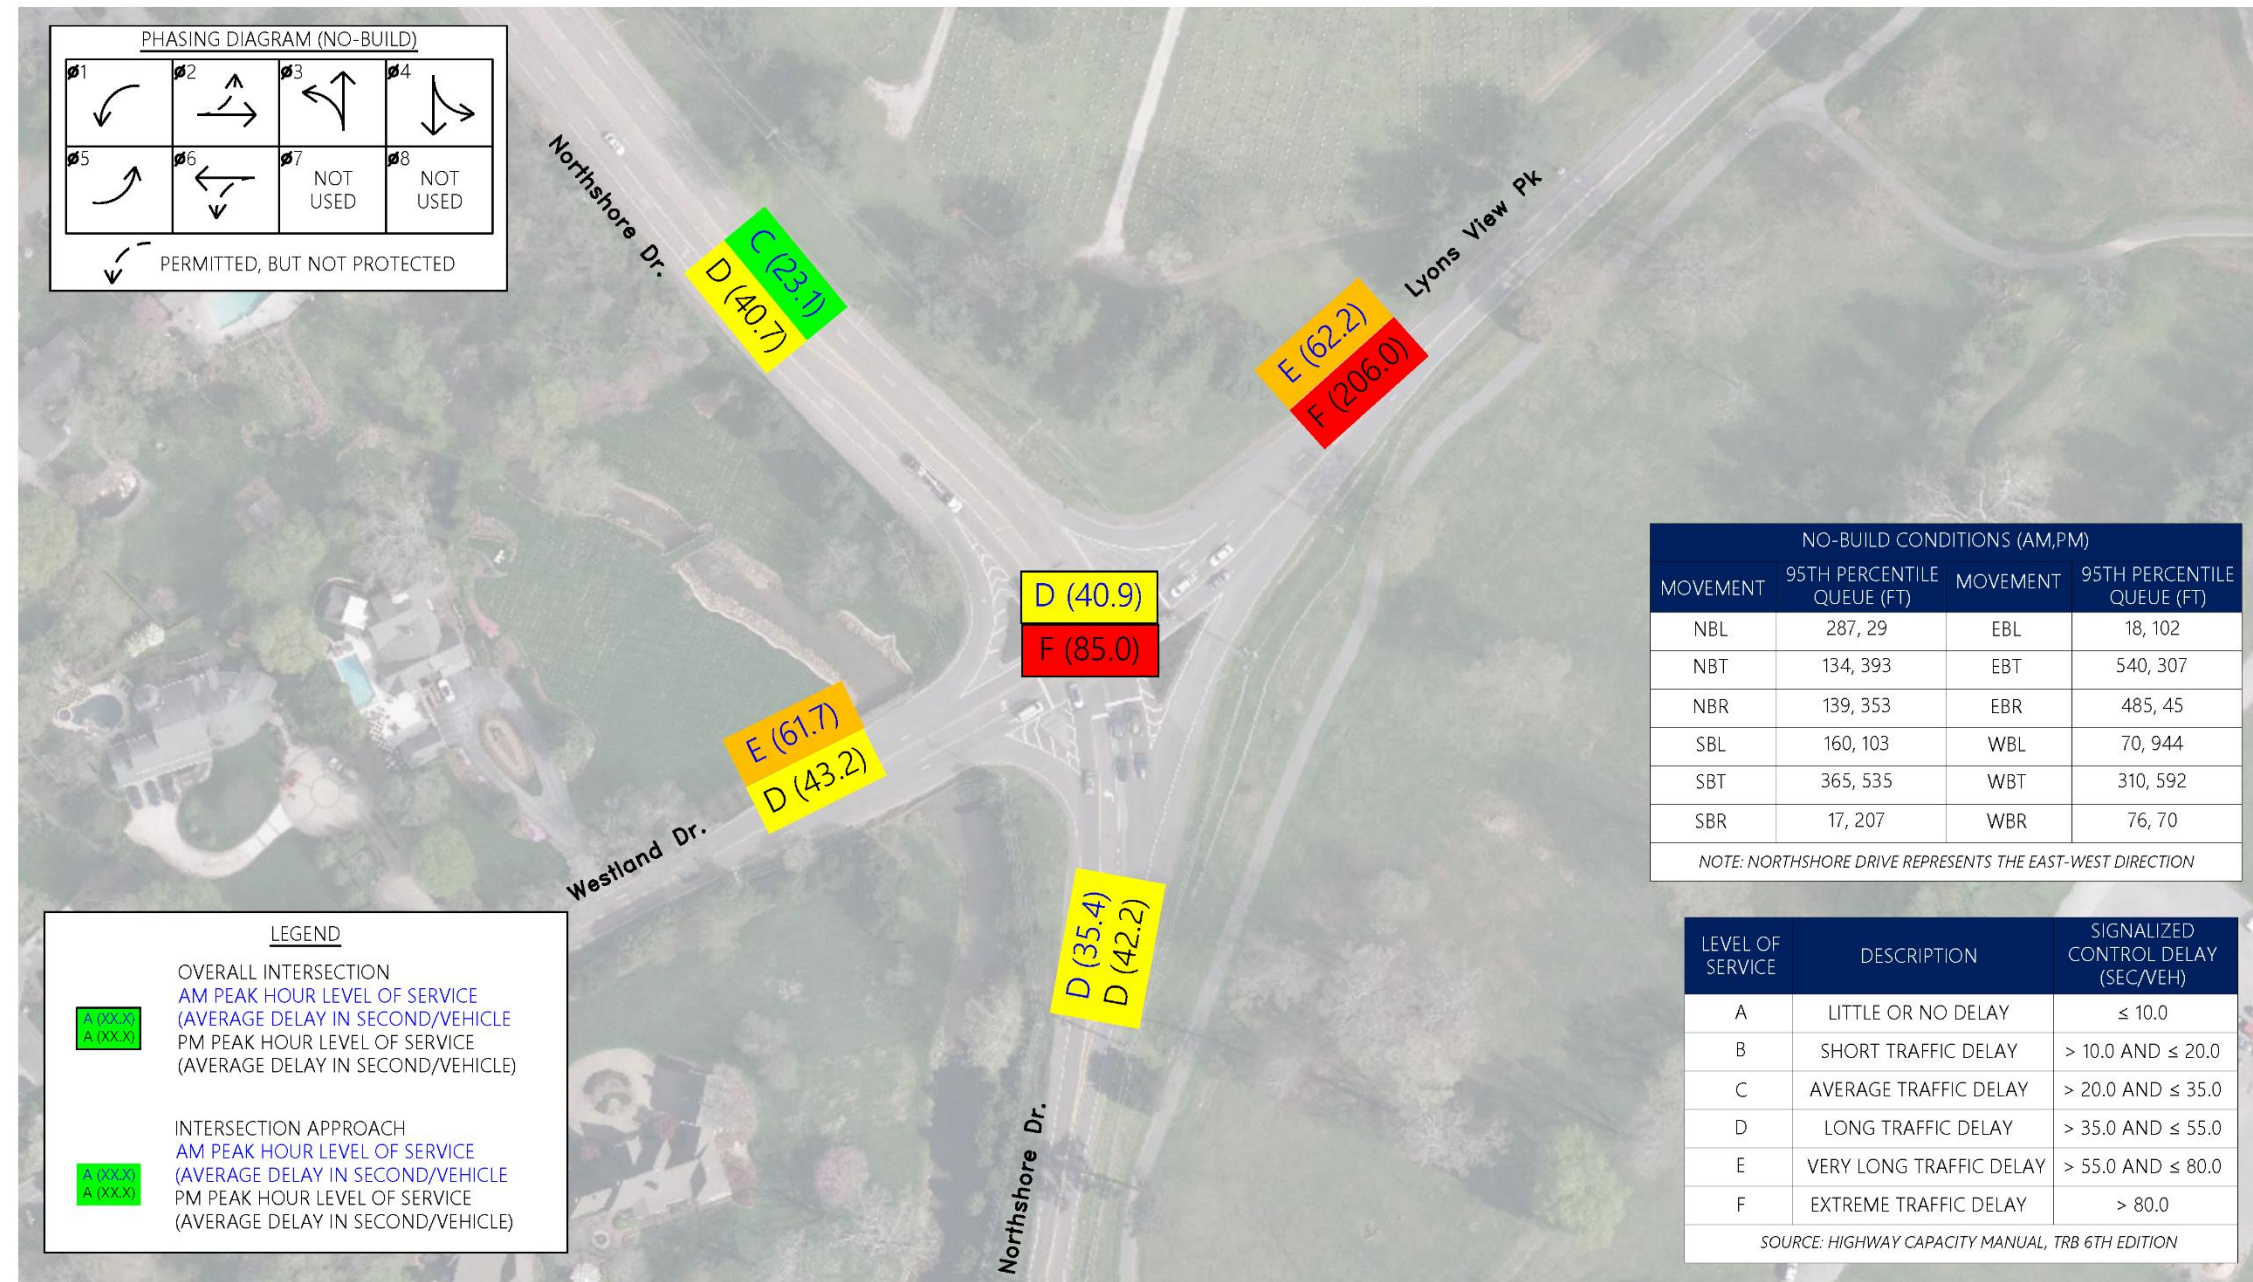 PHASING DIAGRAM (NO-BUILD)
ø1 ø2 ø3 ø4
ø5 ø6 ø7 ø8
NOT USED NOT USED
PERMITTED, BUT NOT PROTECTED
Northshore Dr.
C (23.1)
D (40.7)
Lyons View Pk
E (62.2)
F (206.0)
D (40.9)
F (85.0)
E (61.7)
D (43.2)
Westland Dr.
D (35.4)
D (42.2)
Northshore Dr.
NO-BUILD CONDITIONS (AM,PM)
MOVEMENT 95TH PERCENTILE QUEUE (FT) MOVEMENT 95TH PERCENTILE QUEUE (FT)
NBL 287, 29 EBL 18, 102
NBT 134, 393 EBT 540, 307
NBR 139, 353 EBR 485, 45
SBL 160, 103 WBL 70, 944
SBT 365, 535 WBT 310, 592
SBR 17, 207 WBR 76, 70
NOTE: NORTHSHORE DRIVE REPRESENTS THE EAST-WEST DIRECTION
LEGEND
OVERALL INTERSECTION
AM PEAK HOUR LEVEL OF SERVICE
(AVERAGE DELAY IN SECOND/VEHICLE
PM PEAK HOUR LEVEL OF SERVICE
(AVERAGE DELAY IN SECOND/VEHICLE)
A (XX.X)
A (XX.X)
INTERSECTION APPROACH
AM PEAK HOUR LEVEL OF SERVICE
(AVERAGE DELAY IN SECOND/VEHICLE
PM PEAK HOUR LEVEL OF SERVICE
(AVERAGE DELAY IN SECOND/VEHICLE)
A (XX.X)
A (XX.X)
LEVEL OF SERVICE DESCRIPTION SIGNALIZED CONTROL DELAY (SEC/VEH)
A LITTLE OR NO DELAY ≤ 10.0
B SHORT TRAFFIC DELAY > 10.0 AND ≤ 20.0
C AVERAGE TRAFFIC DELAY > 20.0 AND ≤ 35.0
D LONG TRAFFIC DELAY > 35.0 AND ≤ 55.0
E VERY LONG TRAFFIC DELAY > 55.0 AND ≤ 80.0
F EXTREME TRAFFIC DELAY > 80.0
SOURCE: HIGHWAY CAPACITY MANUAL, TRB 6TH EDITION